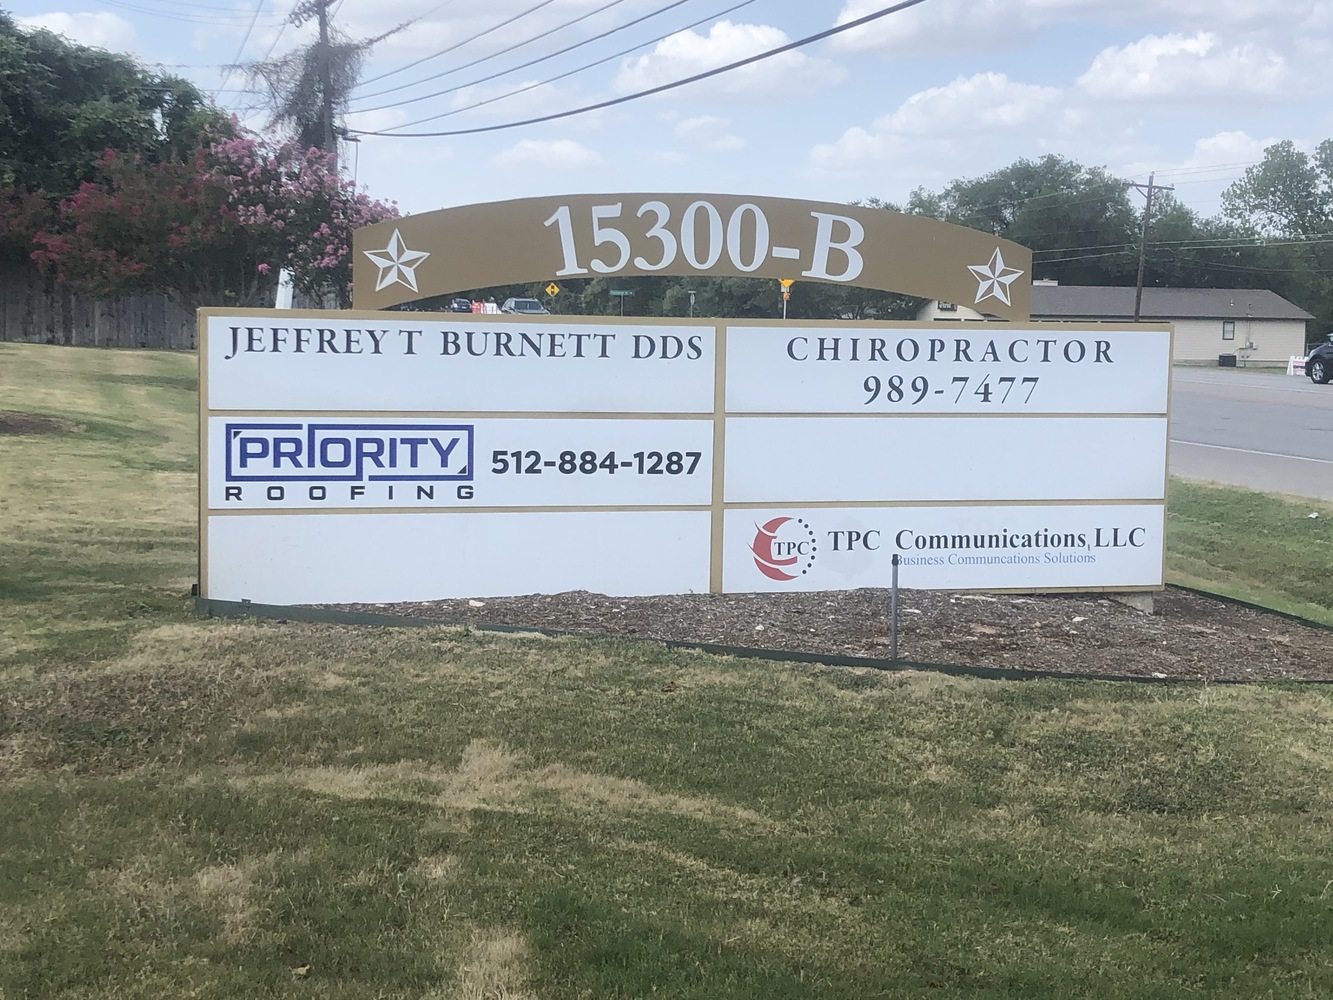 15300-B
JEFFREY T BURNETT DDS
CHIROPRACTOR
989-7477
PRIORITY
ROOFING
512-884-1287
TPC
TPC Communications, LLC
Business Communcations Solutions